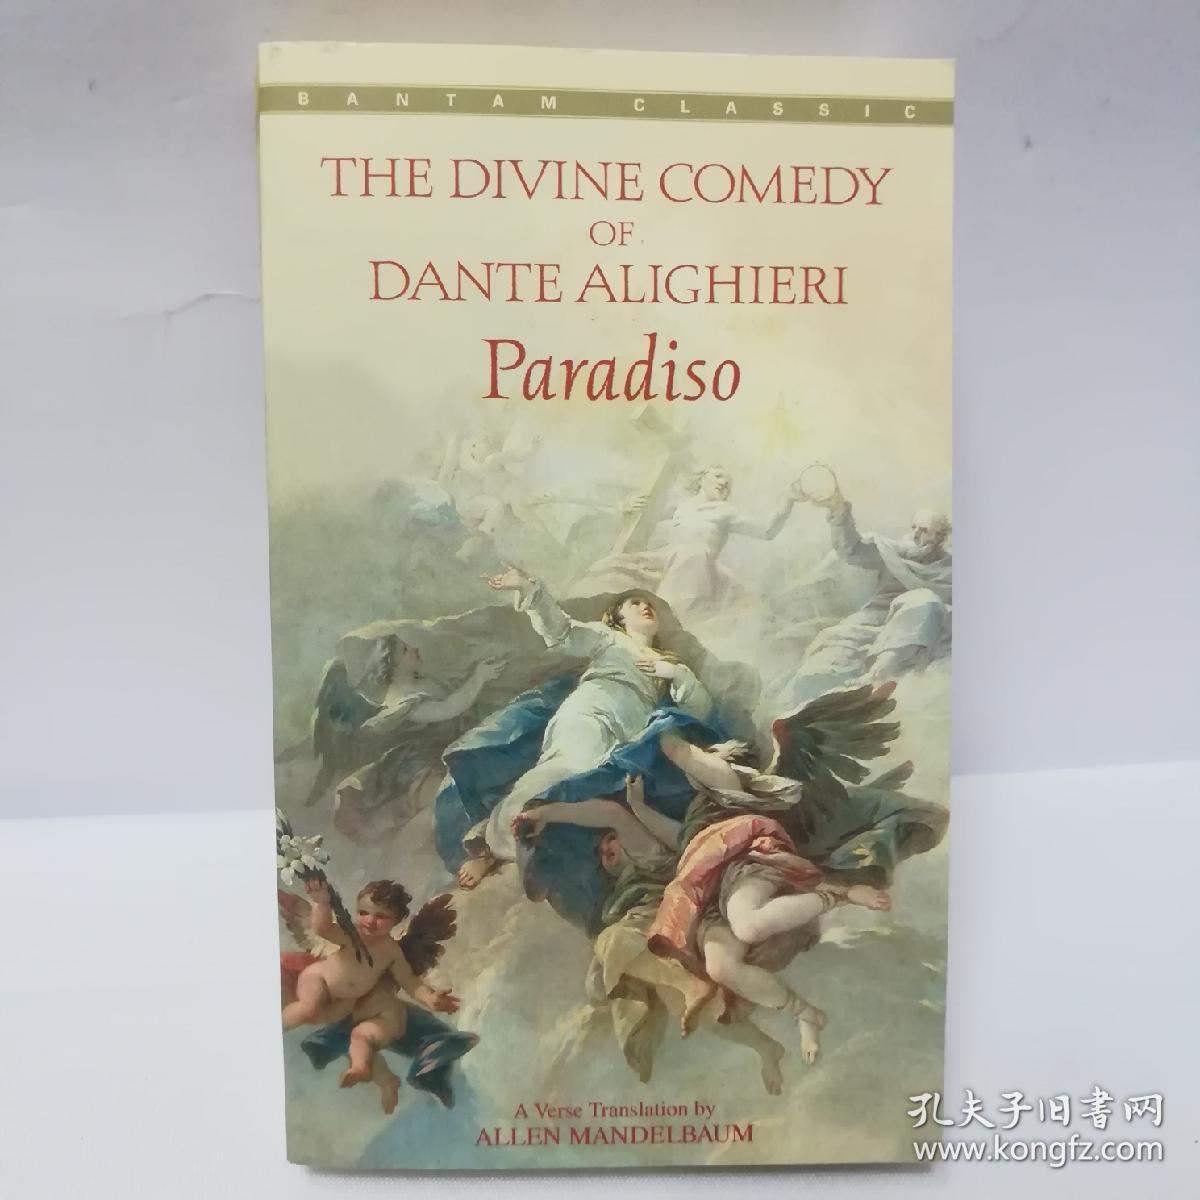 BANTAM CLASSIC
THE DIVINE COMEDY
OF
DANTE ALIGHIERI
Paradiso
A Verse Translation by
ALLEN MANDELBAUM
孔夫子旧书网
www.kongfz.com